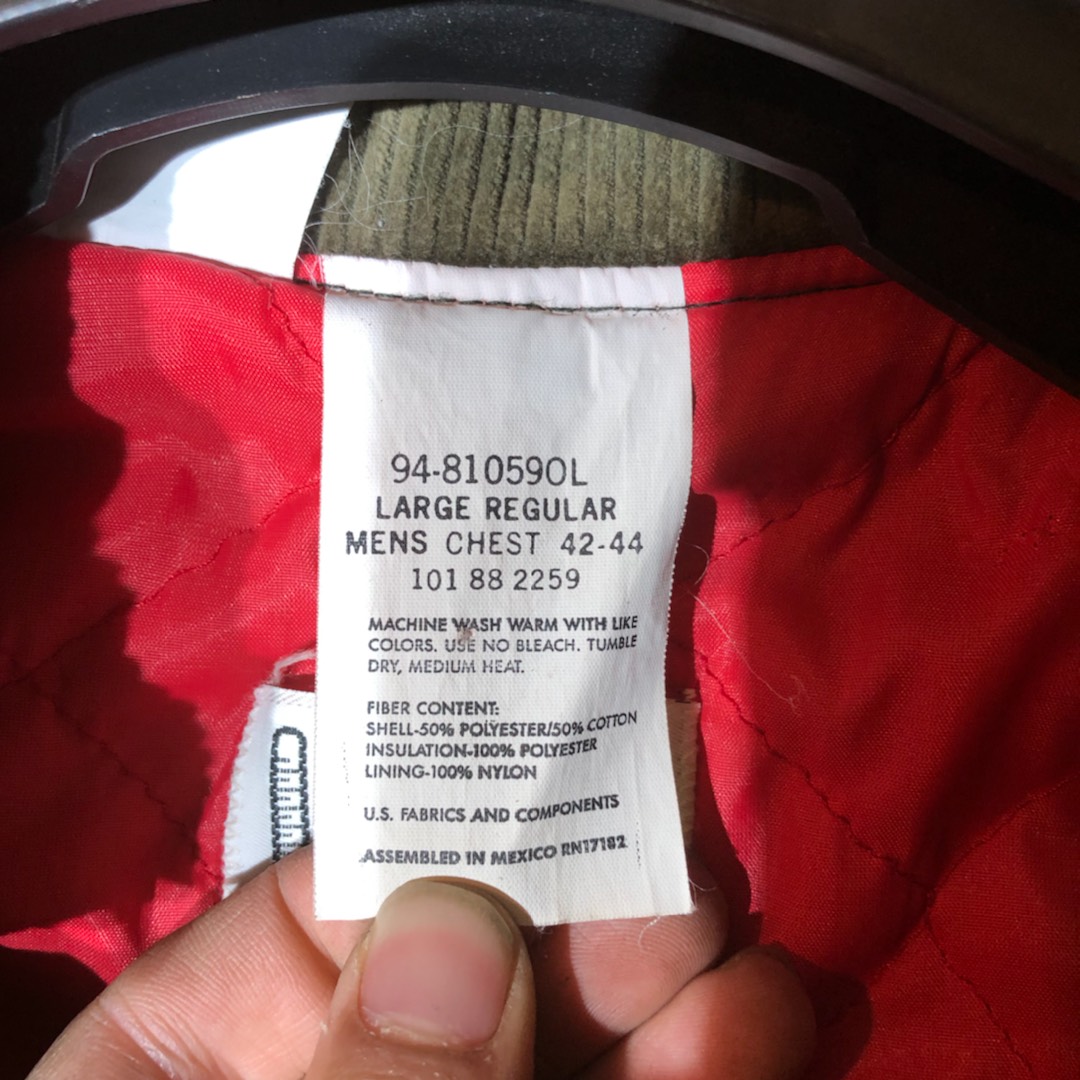 94-810590L
LARGE REGULAR
MENS CHEST 42-44
101 88 2259
MACHINE WASH WARM WITH LIKE
COLORS. USE NO BLEACH. TUMBLE
DRY, MEDIUM HEAT.
FIBER CONTENT:
SHELL-50% POLYESTER/50% COTTON
INSULATION-100% POLYESTER
LINING-100% NYLON
U.S. FABRICS AND COMPONENTS
ASSEMBLED IN MEXICO RN17182